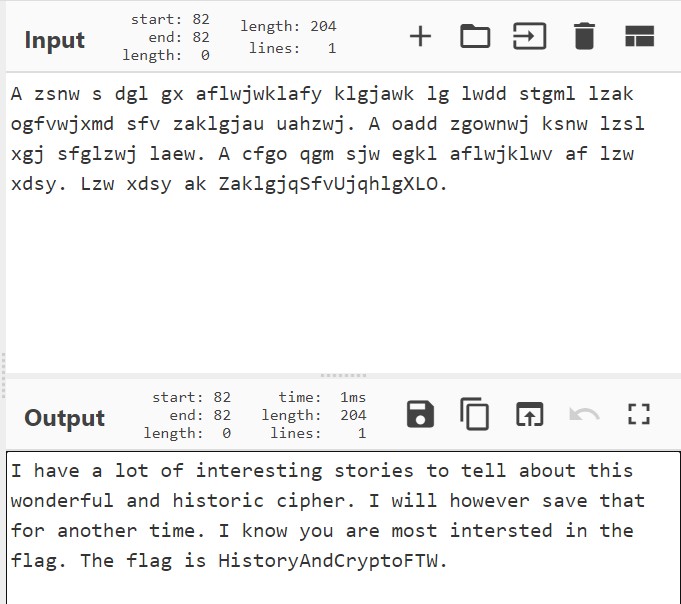 Input
start: 82
end: 82
length: 0
length: 204
lines: 1
A zsnw s dgl gx aflwjwklafy klgjawk lg lwdd stgml lzak
ogfvwjxmd sfv zaklgjau uahzwj. A oadd zgownwj ksnw lzsl
xgj sfglzwj laew. A cfgo qgm sjw egkl aflwjklwv af lzw
xdsy. Lzw xdsy ak ZaklgjqSfvUjqhlgXLO.
Output
start: 82
end: 82
length: 0
time: 1ms
length: 204
lines: 1
I have a lot of interesting stories to tell about this
wonderful and historic cipher. I will however save that
for another time. I know you are most intersted in the
flag. The flag is HistoryAndCryptoFTW.